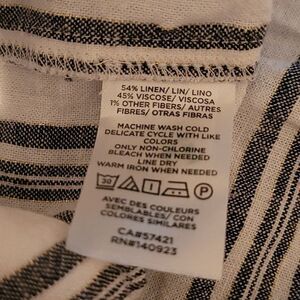 54% LINEN/ LIN/ LINO
45% VISCOSE/ VISCOSA
1% OTHER FIBERS/ AUTRES
FIBRES/ OTRAS FIBRAS
MACHINE WASH COLD
DELICATE CYCLE WITH LIKE
COLORS
ONLY NON-CHLORINE
BLEACH WHEN NEEDED
LINE DRY
WARM IRON WHEN NEEDED
30 P
AVEC DES COULEURS
SEMBLABLES/ CON
COLORES SIMILARES
CA#57421
RN#140923